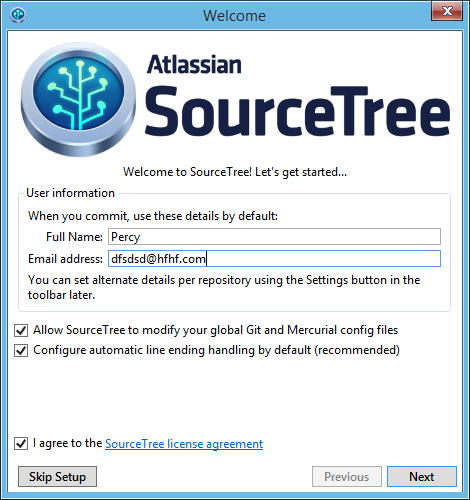 Welcome
Atlassian
SourceTree
Welcome to SourceTree! Let's get started...
User information
When you commit, use these details by default:
Full Name: Percy
Email address: dfsdsd@hfhf.com
You can set alternate details per repository using the Settings button in the
toolbar later.
Allow SourceTree to modify your global Git and Mercurial config files
Configure automatic line ending handling by default (recommended)
I agree to the SourceTree license agreement
Skip Setup Previous Next